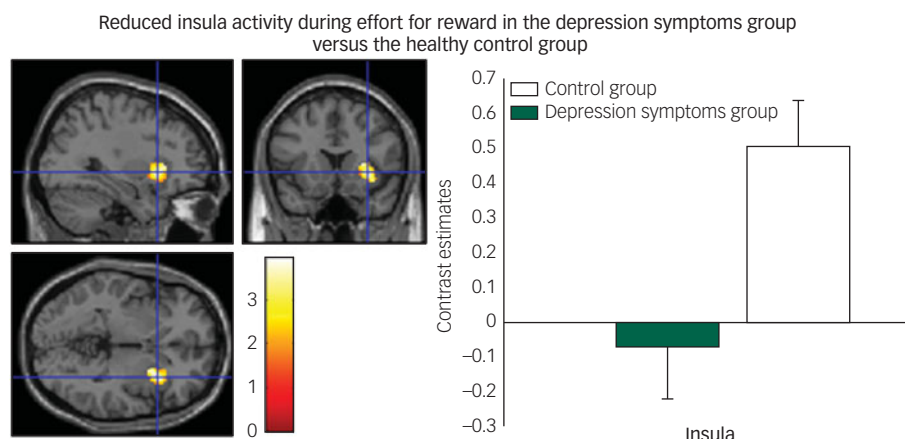 Reduced insula activity during effort for reward in the depression symptoms group
versus the healthy control group
3
2
1
0
Contrast estimates
0.7
0.6
0.5
0.4
0.3
0.2
0.1
0
–0.1
–0.2
–0.3
Control group
Depression symptoms group
Insula